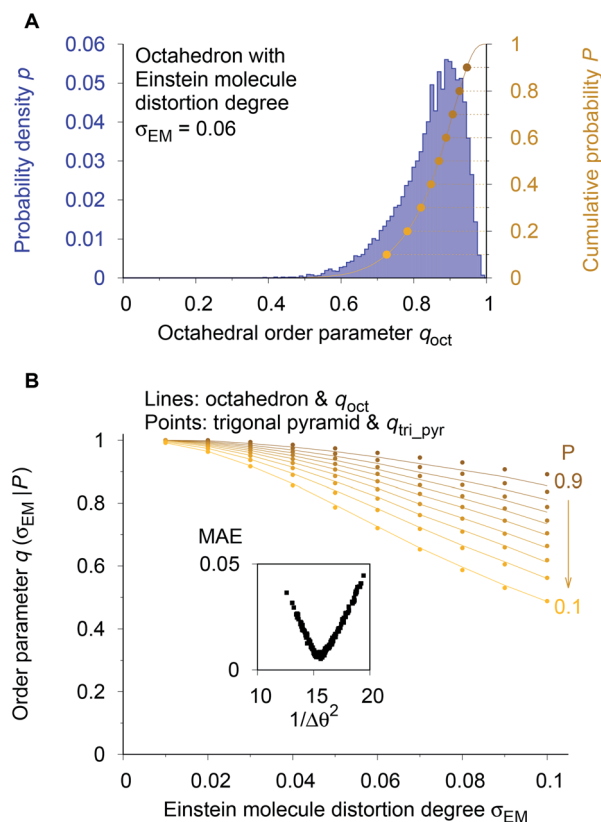 A
Octahedron with
Einstein molecule
distortion degree
σEM = 0.06
Probability density p
0.06
0.05
0.04
0.03
0.02
0.01
0
Cumulative probability P
1
0.8
0.6
0.4
0.2
0
0 0.2 0.4 0.6 0.8 1
Octahedral order parameter qoct
B
Lines: octahedron & qoct
Points: trigonal pyramid & qtri_pyr
Order parameter q (σEM |P)
1
0.8
0.6
0.4
0.2
0
P
0.9
0.1
MAE
0.05
0
10 15 20
1/Δθ²
0 0.02 0.04 0.06 0.08 0.1
Einstein molecule distortion degree σEM